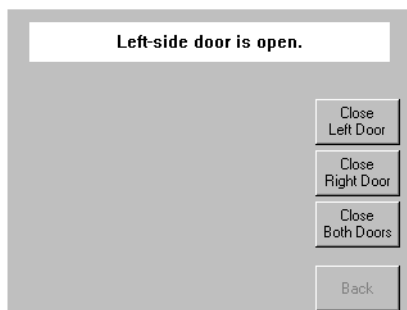 Left-side door is open.
Close
Left Door
Close
Right Door
Close
Both Doors
Back